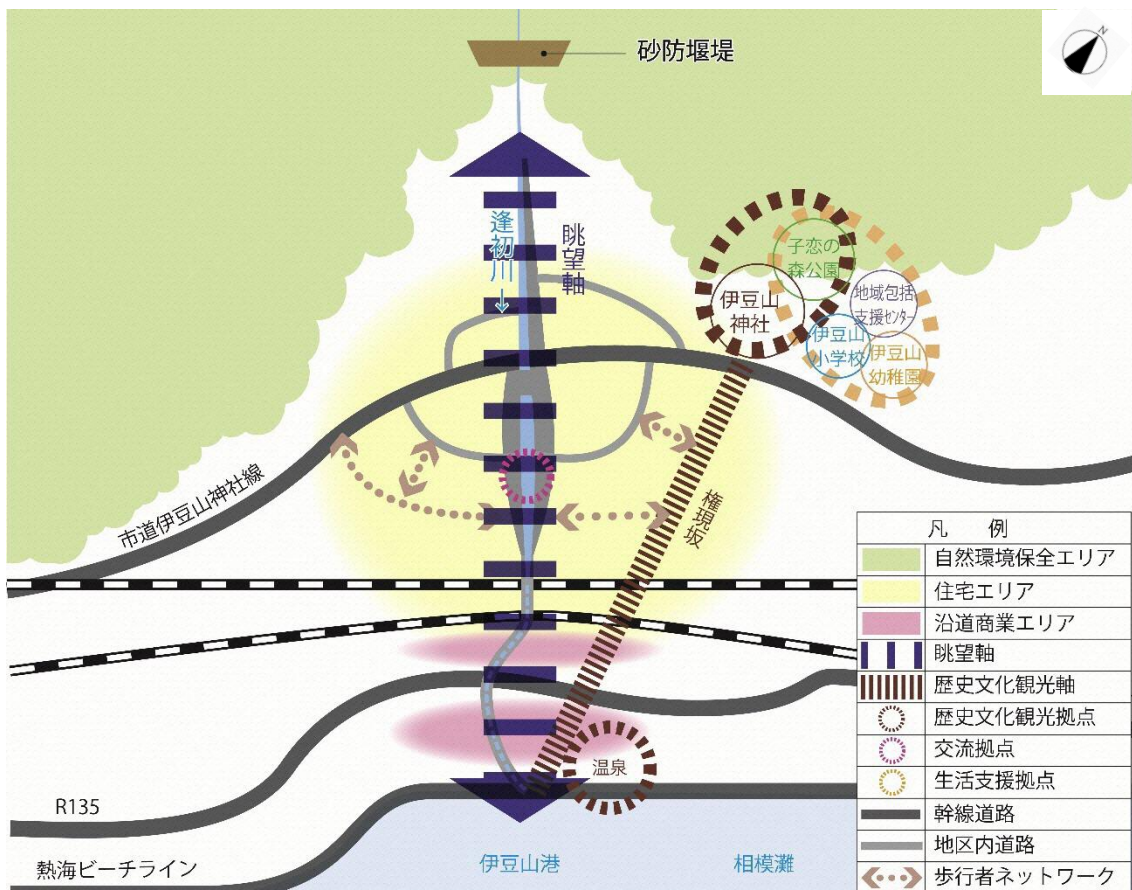 砂防堰堤
N
逢初川
↓
眺望軸
子恋の
森公園
伊豆山
神社
地域包括
支援センター
伊豆山
小学校
伊豆山
幼稚園
市道伊豆山神社線
権現坂
温泉
R135
熱海ビーチライン
伊豆山港
相模灘
凡 例
自然環境保全エリア
住宅エリア
沿道商業エリア
眺望軸
歴史文化観光軸
歴史文化観光拠点
交流拠点
生活支援拠点
幹線道路
地区内道路
歩行者ネットワーク